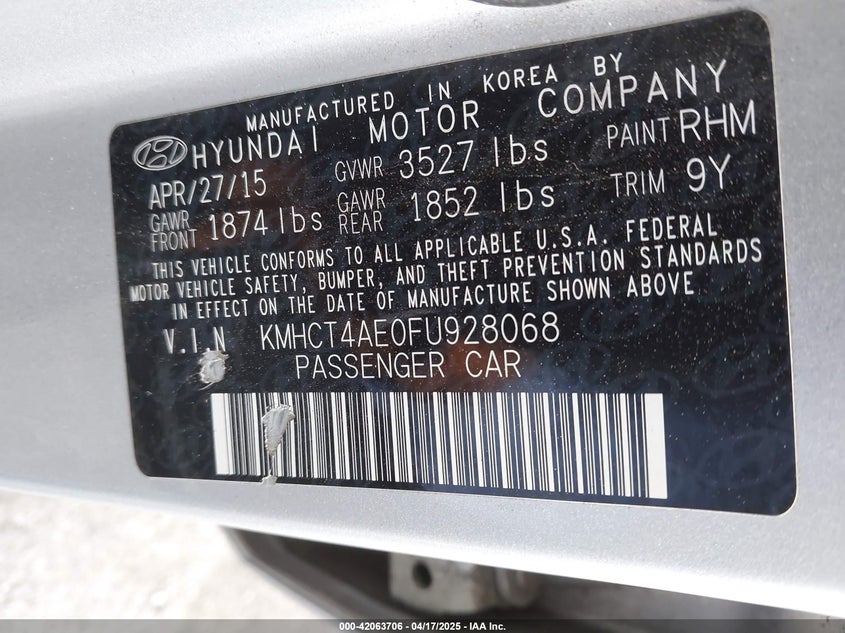 MANUFACTURED IN KOREA BY
HYUNDAI MOTOR COMPANY
APR/27/15 GVWR 3527 lbs PAINT RHM
GAWR FRONT 1874 lbs GAWR REAR 1852 lbs TRIM 9Y
THIS VEHICLE CONFORMS TO ALL APPLICABLE U.S.A. FEDERAL
MOTOR VEHICLE SAFETY, BUMPER, AND THEFT PREVENTION STANDARDS
IN EFFECT ON THE DATE OF MANUFACTURE SHOWN ABOVE
V.I.N KMHCT4AE0FU928068
PASSENGER CAR
000-42063706 - 04/17/2025 - IAA Inc.